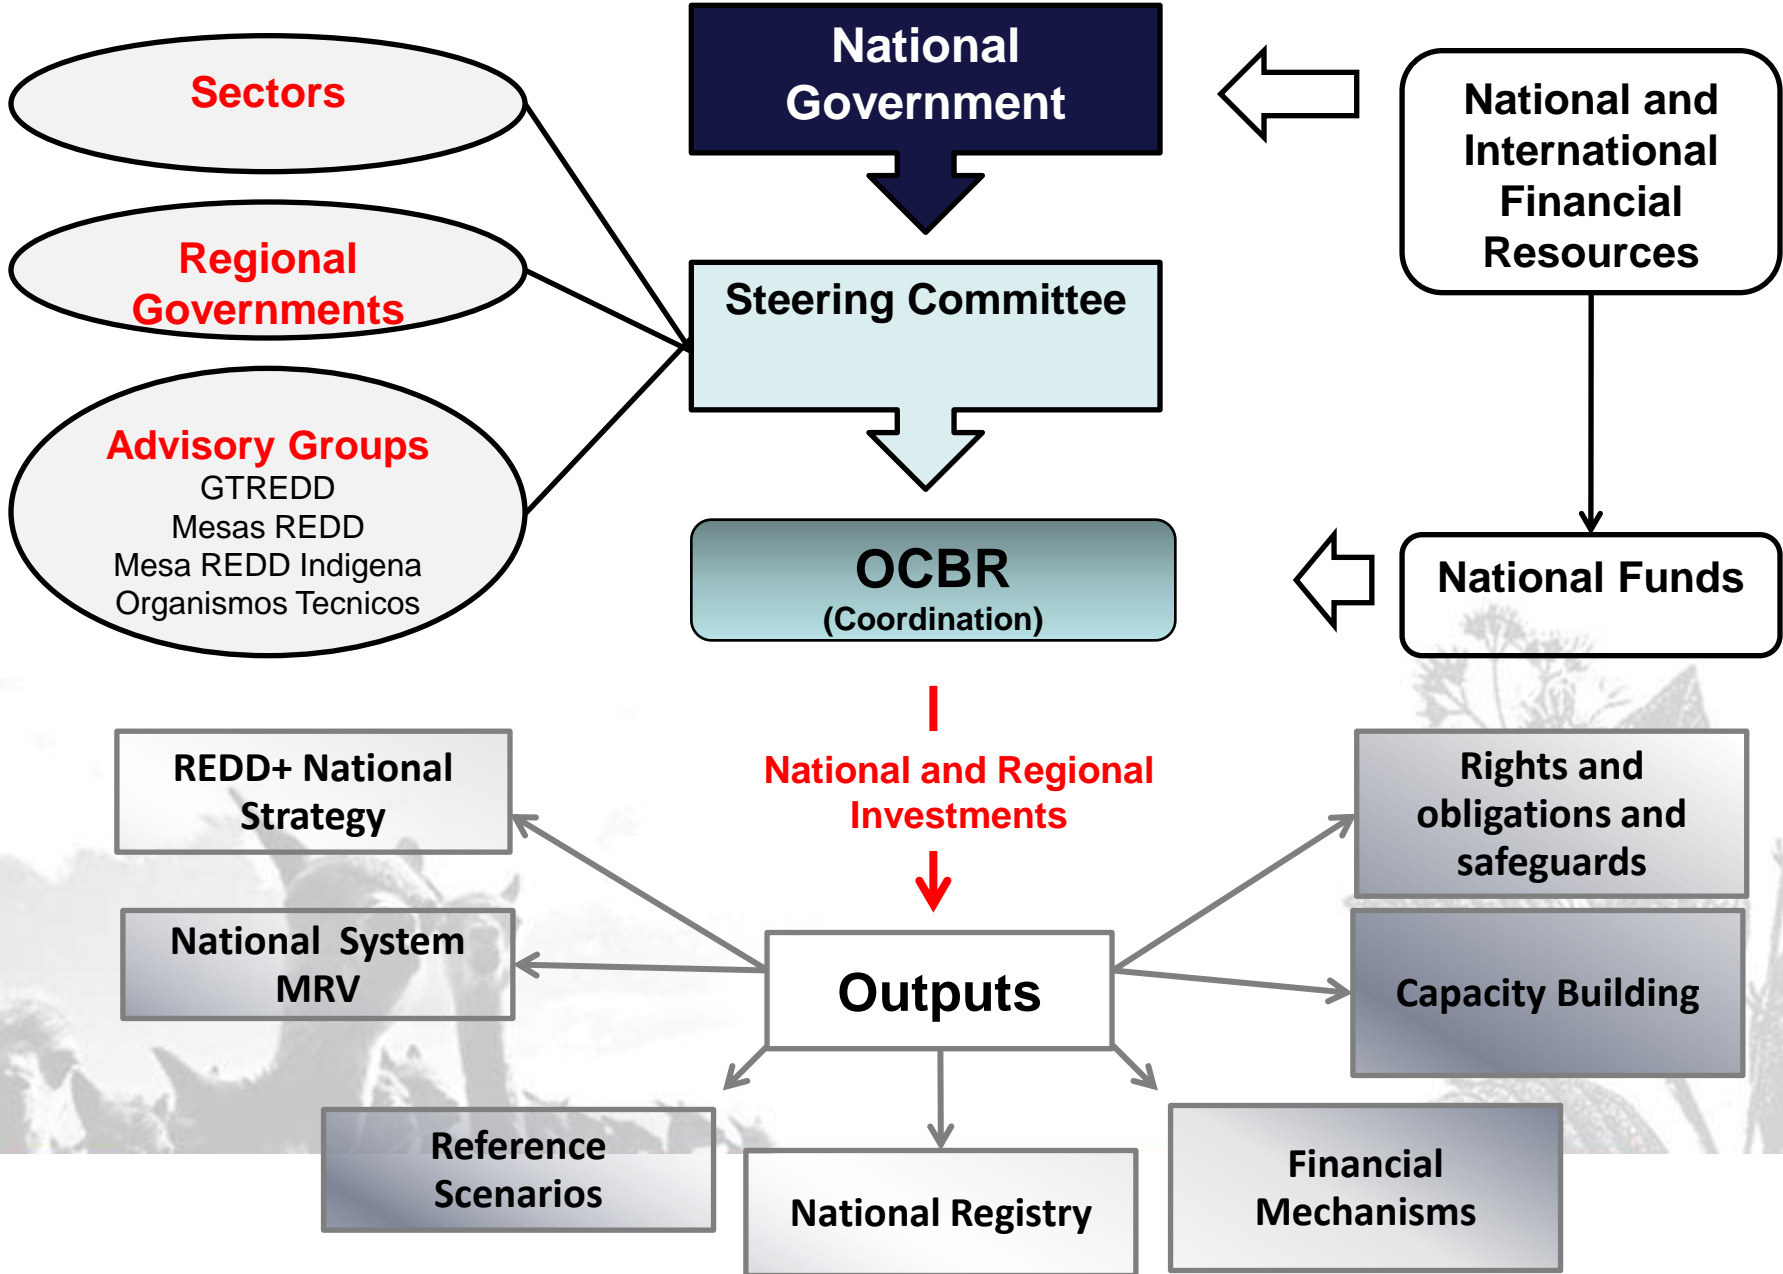 National
Government
Sectors
National and
International
Financial
Resources
Regional
Governments
Steering Committee
Advisory Groups
GTREDD
Mesas REDD
Mesa REDD Indigena
Organismos Tecnicos
OCBR
(Coordination)
National Funds
National and Regional
Investments
REDD+ National
Strategy
Rights and
obligations and
safeguards
National System
MRV
Outputs
Capacity Building
Reference
Scenarios
National Registry
Financial
Mechanisms